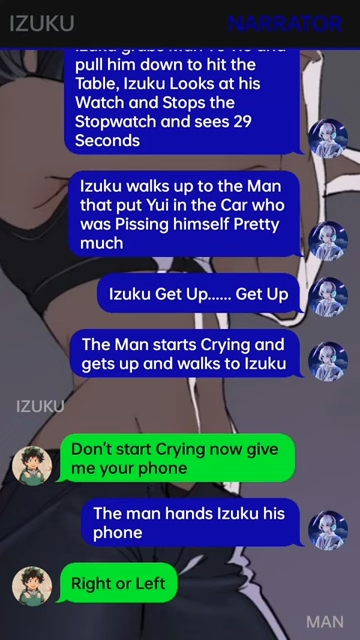 IZUKU NARRATOR
pull him down to hit the
Table, Izuku Looks at his
Watch and Stops the
Stopwatch and sees 29
Seconds
Izuku walks up to the Man
that put Yui in the Car who
was Pissing himself Pretty
much
Izuku Get Up...... Get Up
The Man starts Crying and
gets up and walks to Izuku
IZUKU
Don't start Crying now give
me your phone
The man hands Izuku his
phone
Right or Left
MAN